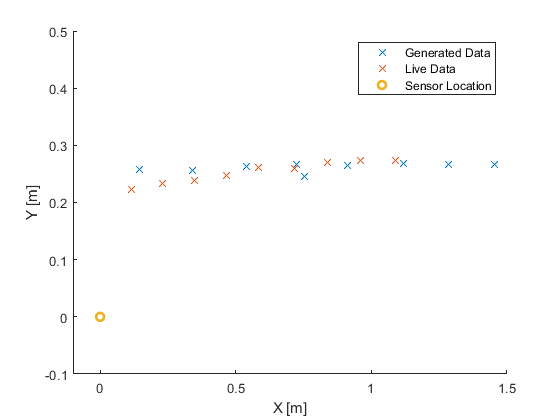 0.5
0.4
0.3
0.2
0.1
0
-0.1
Y [m]
0
0.5
1
1.5
X [m]
Generated Data
Live Data
Sensor Location